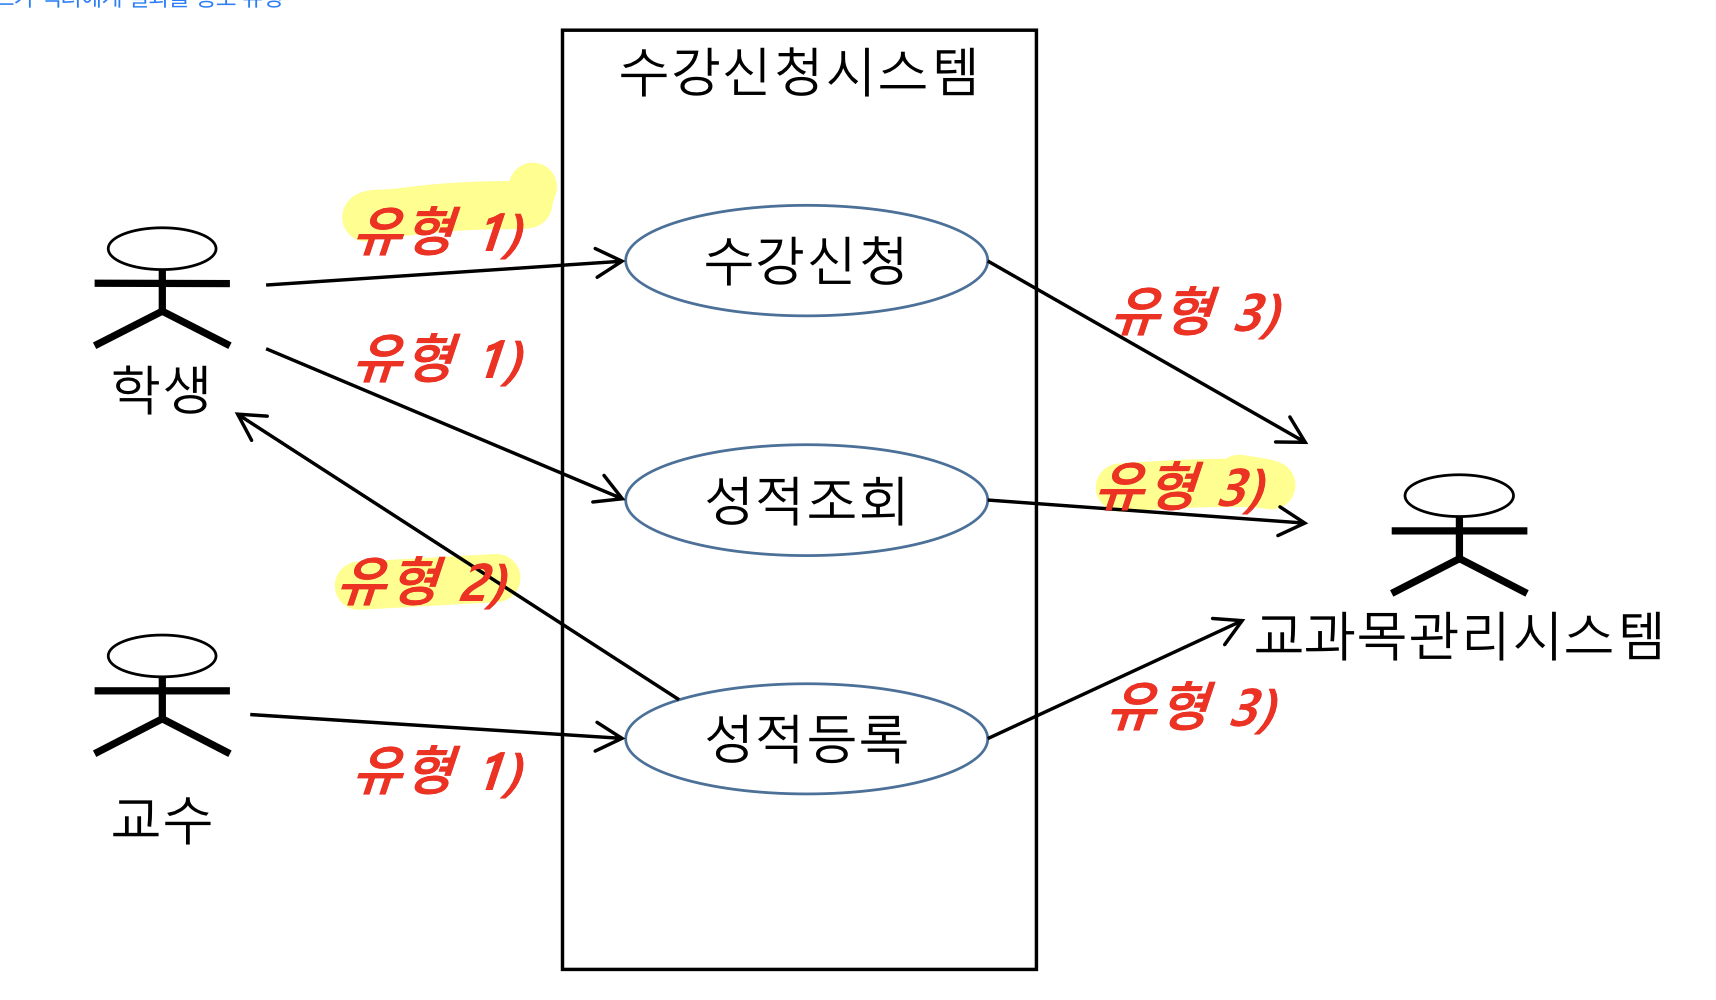 수강신청시스템
유형 1)
수강신청
유형 3)
유형 1)
학생
성적조회
유형 3)
유형 2)
교과목관리시스템
성적등록
유형 3)
유형 1)
교수